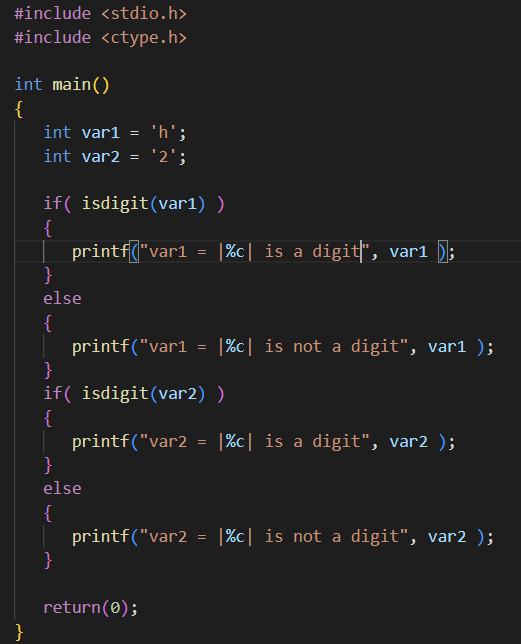 #include <stdio.h>
#include <ctype.h>
int main()
{
int var1 = 'h';
int var2 = '2';
if( isdigit(var1) )
{
printf("var1 = |%c| is a digit", var1 );
}
else
{
printf("var1 = |%c| is not a digit", var1 );
}
if( isdigit(var2) )
{
printf("var2 = |%c| is a digit", var2 );
}
else
{
printf("var2 = |%c| is not a digit", var2 );
}
return(0);
}